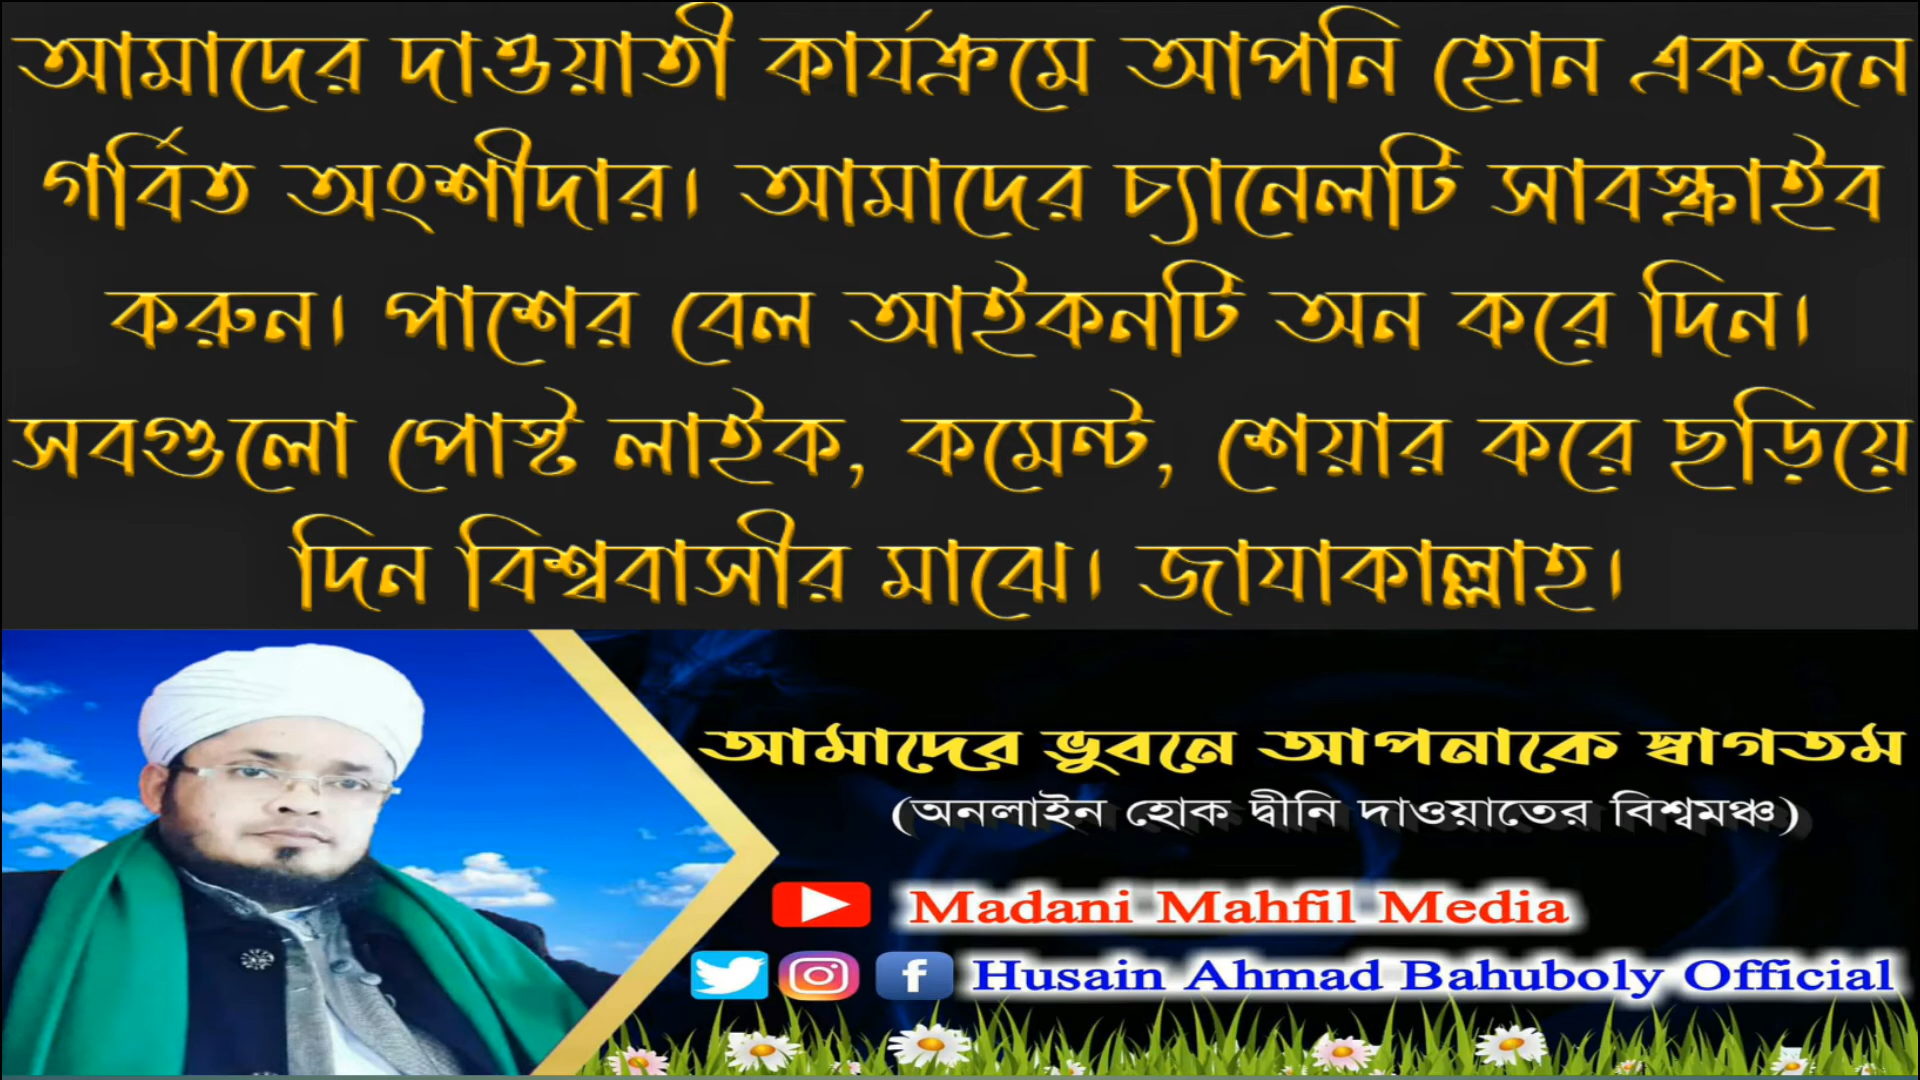 আমাদের দাওয়াতী কার্যক্রমে আপনি হোন একজন
গর্বিত অংশীদার। আমাদের চ্যানেলটি সাবস্ক্রাইব
করুন। পাশের বেল আইকনটি অন করে দিন।
সবগুলো পোস্ট লাইক, কমেন্ট, শেয়ার করে ছড়িয়ে
দিন বিশ্ববাসীর মাঝে। জাযাকাল্লাহ।
আমাদের ভুবনে আপনাকে স্বাগতম
(অনলাইন হোক দ্বীনি দাওয়াতের বিশ্বমঞ্চ)
Madani Mahfil Media
Husain Ahmad Bahuboly Official